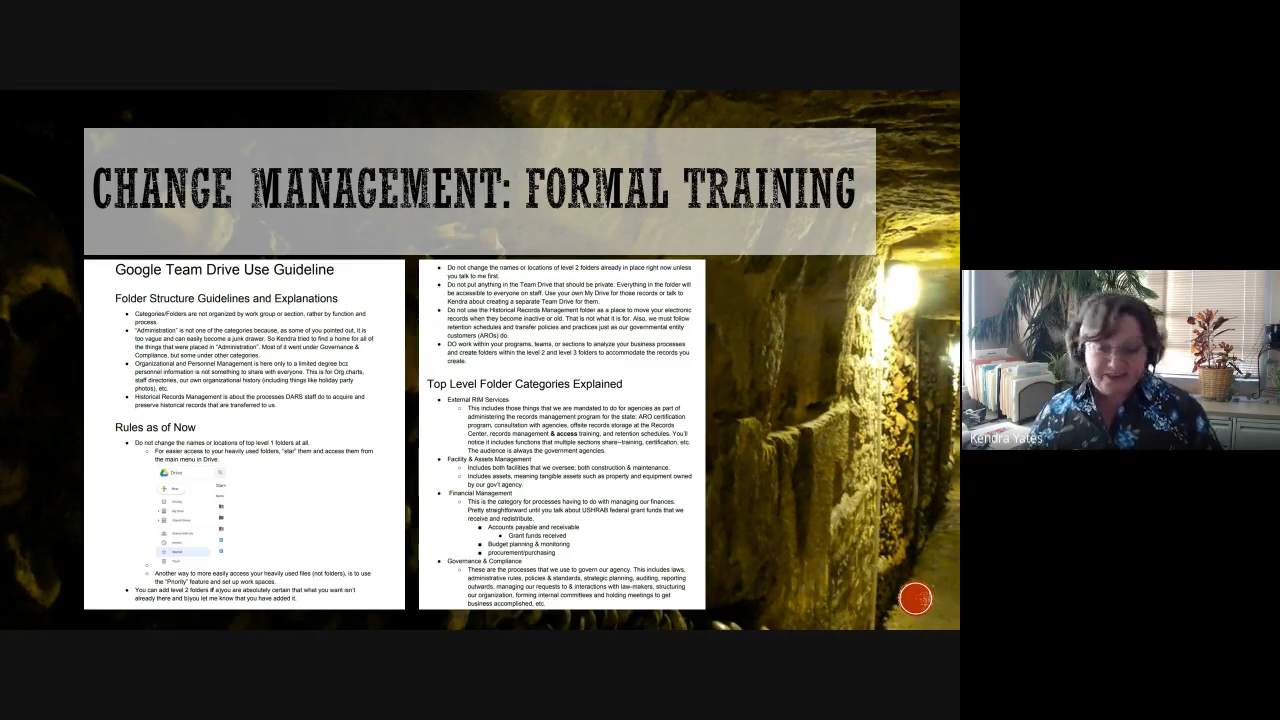 CHANGE MANAGEMENT: FORMAL TRAINING
Google Team Drive Use Guideline
Folder Structure Guidelines and Explanations
● Categories/Folders are not organized by work group or section, rather by function and
process.
● "Administration" is not one of the categories because, as some of you pointed out, it is
too vague and can easily become a junk drawer. So Kendra tried to find a home for all of
the things that were placed in "Administration". Most of it went under Governance &
Compliance, but some under other categories.
● Organizational and Personnel Management is here only to a limited degree bcz
personnel information is not something to share with everyone. This is for Org charts,
staff directories, our own organizational history (including things like holiday party
photos), etc.
● Historical Records Management is about the processes DARS staff do to acquire and
preserve historical records that are transferred to us.
Rules as of Now
● Do not change the names or locations of top level 1 folders at all.
○ For easier access to your heavily used folders, "star" them and access them from
the main menu in Drive.
Drive
New
Priority
My Drive
Shared drives
Shared with me
Recent
Starred
Trash
○ Another way to more easily access your heavily used files (not folders), is to use
the "Priority" feature and set up work spaces.
● You can add level 2 folders if a)you are absolutely certain that what you want isn't
already there and b)you let me know that you have added it.
● Do not change the names or locations of level 2 folders already in place right now unless
you talk to me first.
● Do not put anything in the Team Drive that should be private. Everything in the folder will
be accessible to everyone on staff. Use your own My Drive for those records or talk to
Kendra about creating a separate Team Drive for them.
● Do not use the Historical Records Management folder as a place to move your electronic
records when they become inactive or old. That is not what it is for. Also, we must follow
retention schedules and transfer policies and practices just as our governmental entity
customers (AROs) do.
● DO work within your programs, teams, or sections to analyze your business processes
and create folders within the level 2 and level 3 folders to accommodate the records you
create.
Top Level Folder Categories Explained
● External RIM Services
○ This includes those things that we are mandated to do for agencies as part of
administering the records management program for the state: ARO certification
program, consultation with agencies, offsite records storage at the Records
Center, records management & access training, and retention schedules. You'll
notice it includes functions that multiple sections share--training, certification, etc.
The audience is always the government agencies.
● Facility & Assets Management
○ Includes both facilities that we oversee; both construction & maintenance.
○ Includes assets, meaning tangible assets such as property and equipment owned
by our gov't agency.
● Financial Management
○ This is the category for processes having to do with managing our finances.
Pretty straightforward until you talk about USHRAB federal grant funds that we
receive and redistribute.
■ Accounts payable and receivable
● Grant funds received
■ Budget planning & monitoring
■ procurement/purchasing
● Governance & Compliance
○ These are the processes that we use to govern our agency. This includes laws,
administrative rules, policies & standards, strategic planning, auditing, reporting
outwards, managing our requests to & interactions with law-makers, structuring
our organization, forming internal committees and holding meetings to get
business accomplished, etc.
Kendra Yates